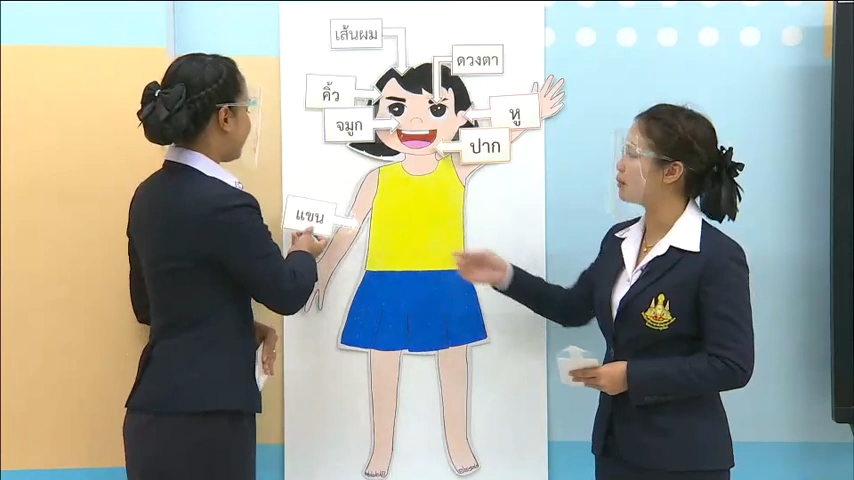 เส้นผม
ดวงตา
คิ้ว
หู
จมูก
ปาก
แขน